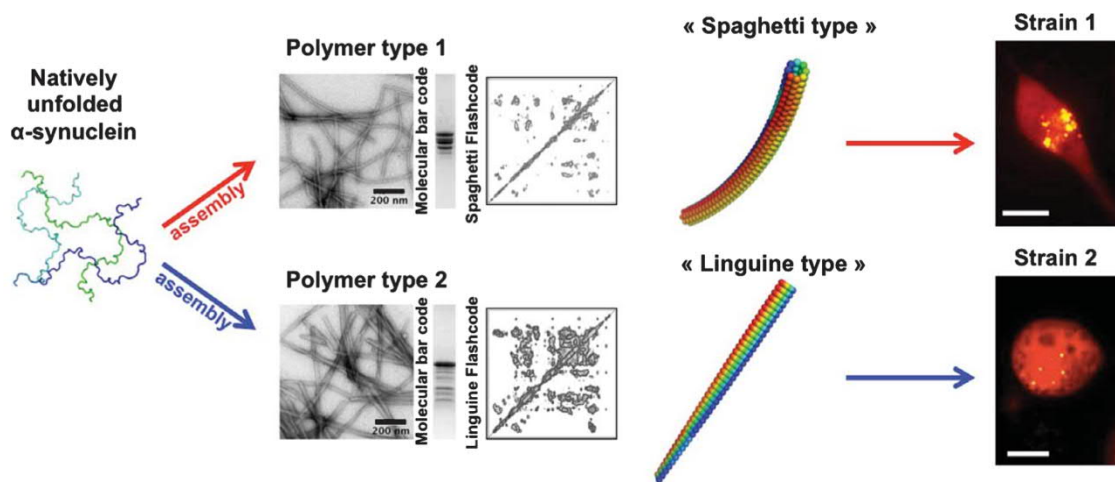 Natively
unfolded
α-synuclein
assembly
assembly
Polymer type 1
200 nm
Molecular bar code
Spaghetti Flashcode
« Spaghetti type »
Strain 1
Polymer type 2
200 nm
Molecular bar code
Linguine Flashcode
« Linguine type »
Strain 2